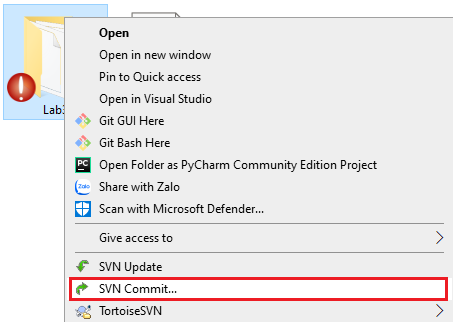 Open
Open in new window
Pin to Quick access
Open in Visual Studio
Git GUI Here
Git Bash Here
PC Open Folder as PyCharm Community Edition Project
Zalo Share with Zalo
Scan with Microsoft Defender...
Give access to
SVN Update
SVN Commit...
TortoiseSVN